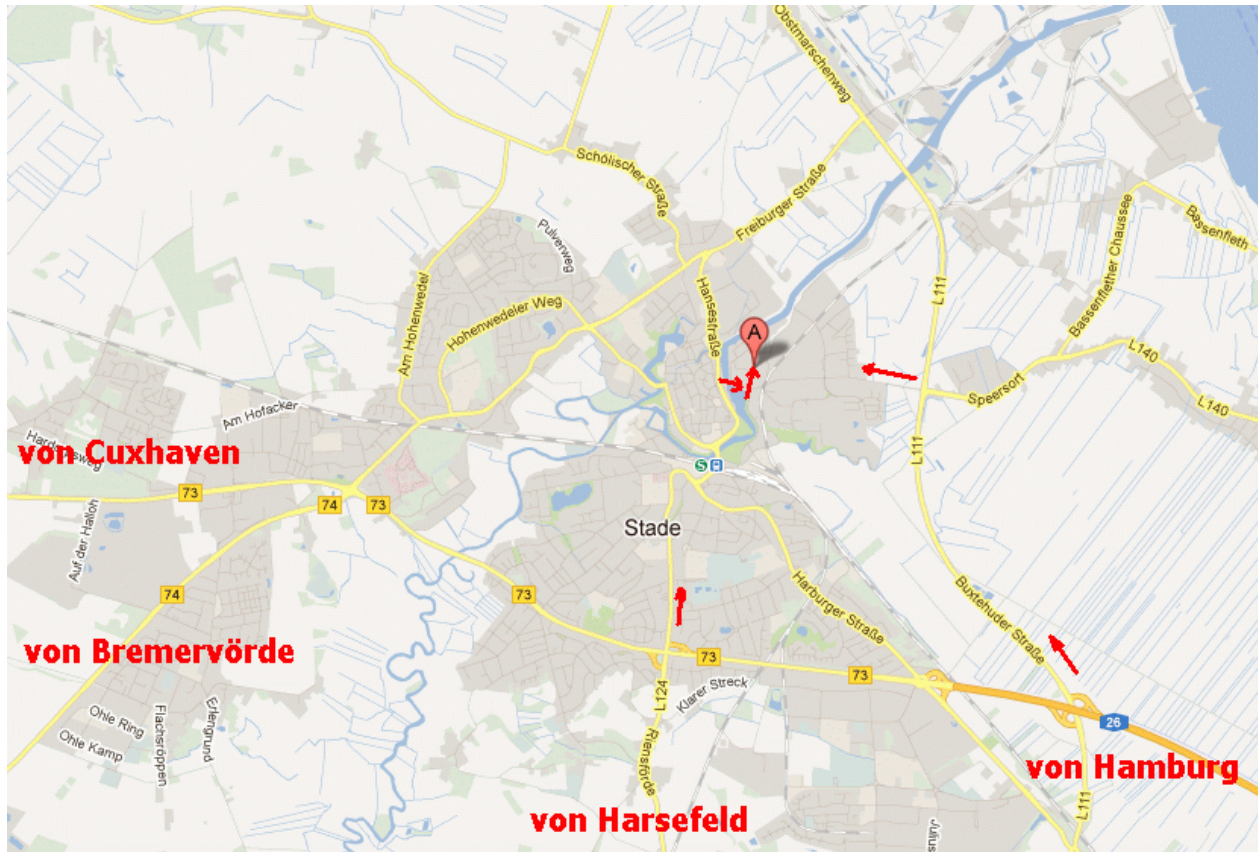 Obstmarschenweg
Schölischer Straße
Freiburger Straße
Pulverweg
Bassenflether Chaussee
Bassenfleth
Am Hohenwedel
Hohenwedeler Weg
Hansestraße
L111
A
L140
Speersort
L140
L111
Am Hofacker
von Cuxhaven
73
74
73
S
Stade
Auf der Halloh
74
73
Harburger Straße
Buxtehuder Straße
von Bremervörde
73
73
L124
Klarer Streck
Ohle Ring
Ohle Kamp
Flachsröppen
Erlengrund
Riensförde
26
von Hamburg
von Harsefeld
L111
Julius